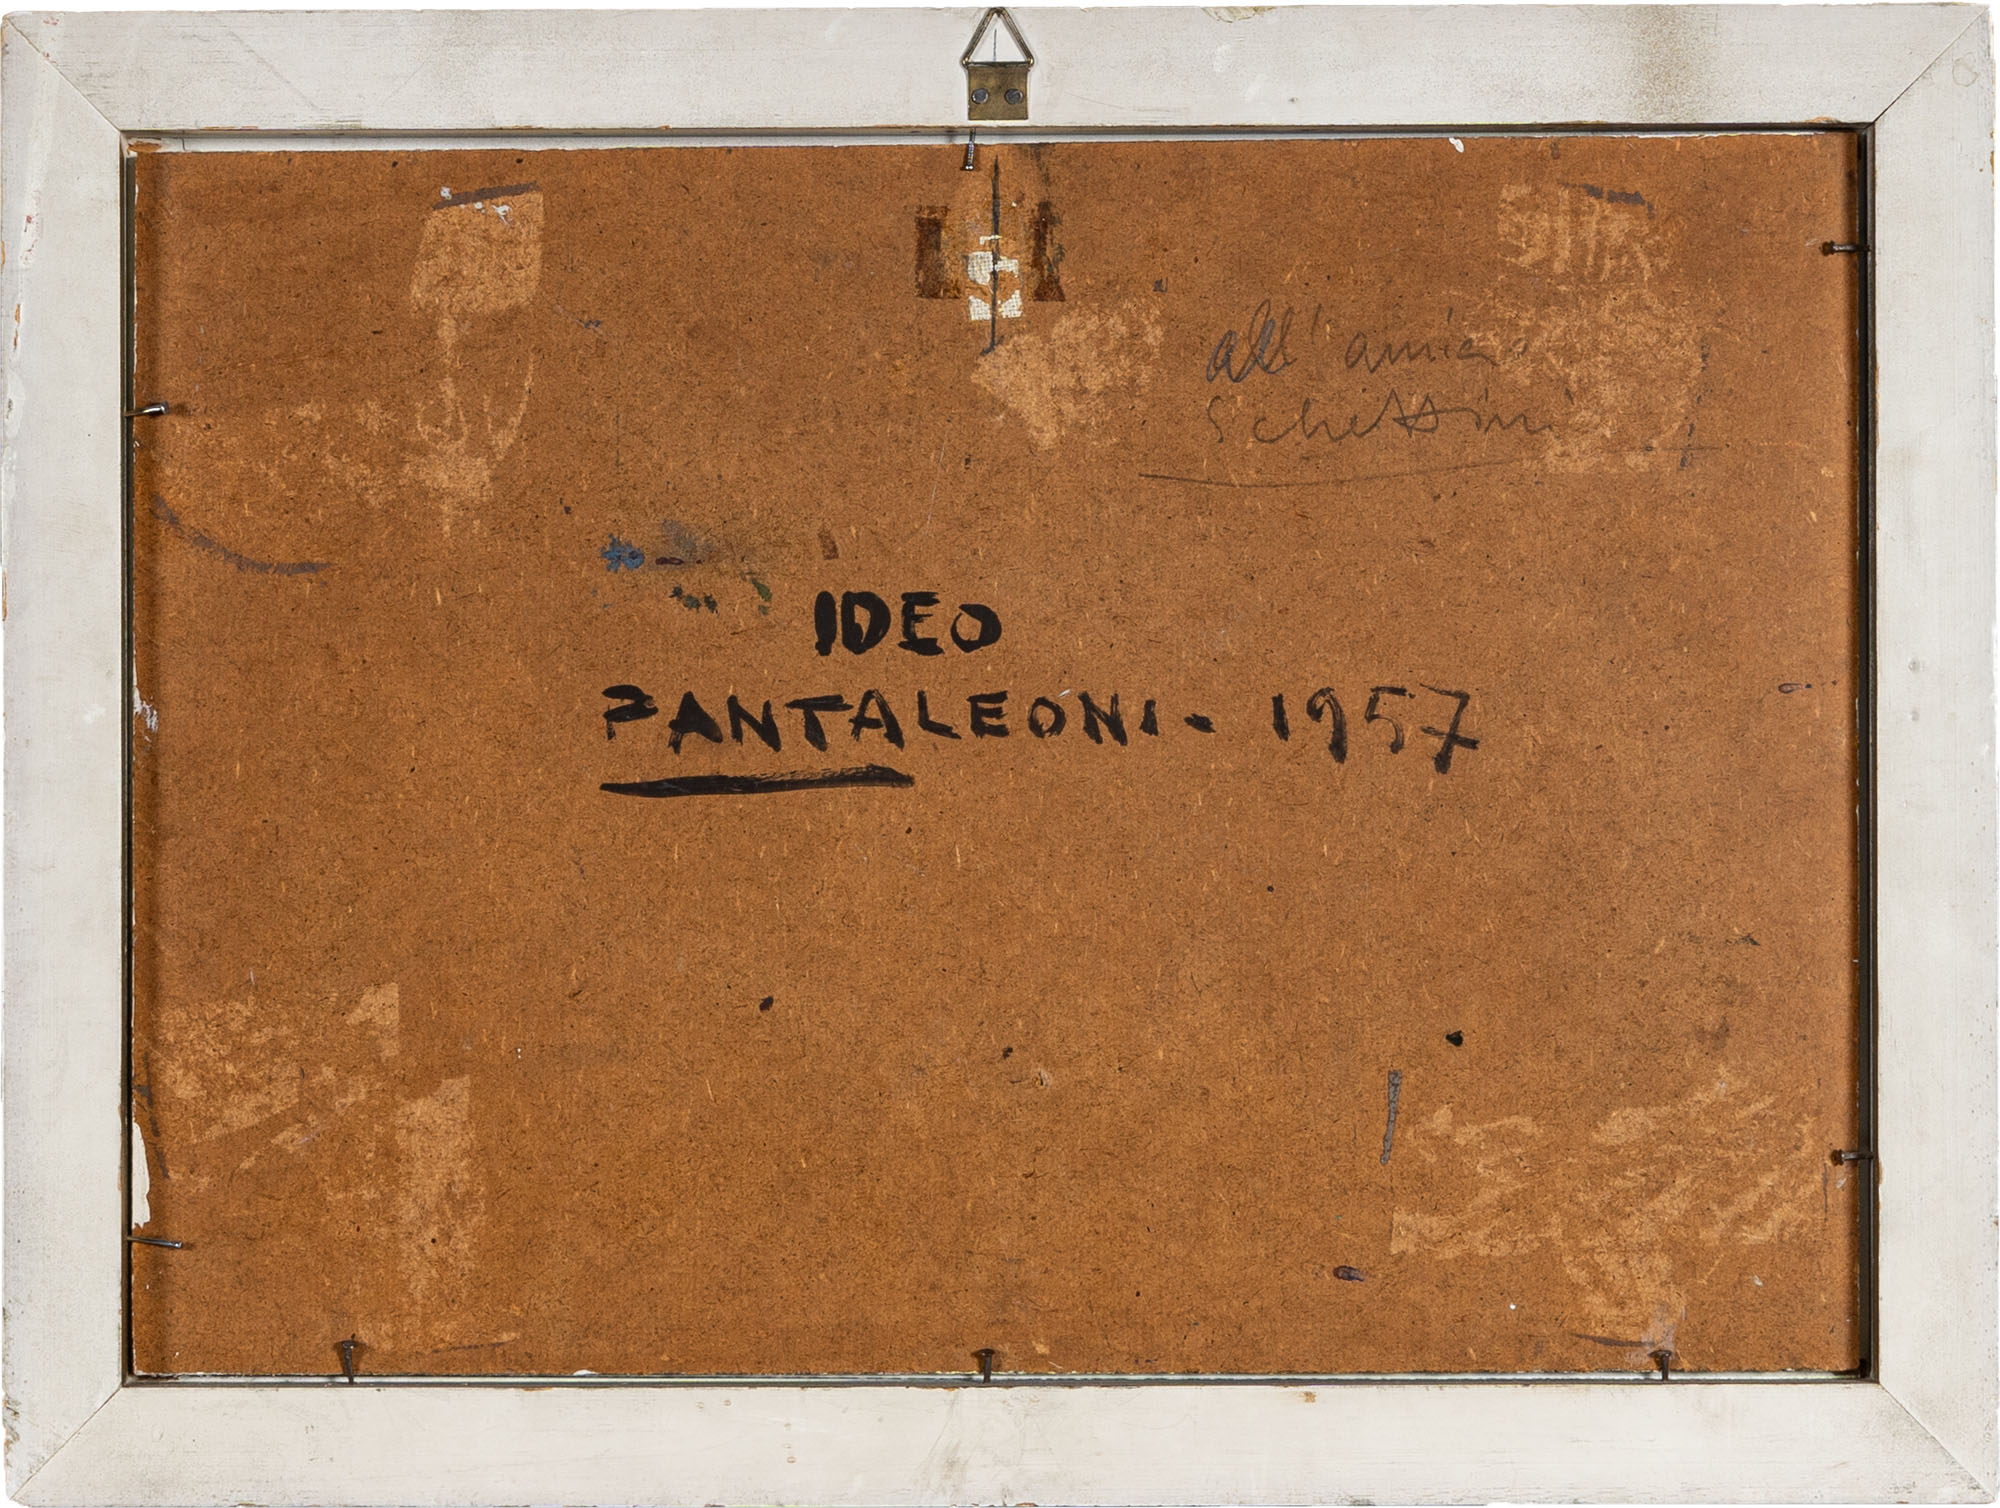 all'amico
Schettini
IDEO
PANTALEONI - 1957